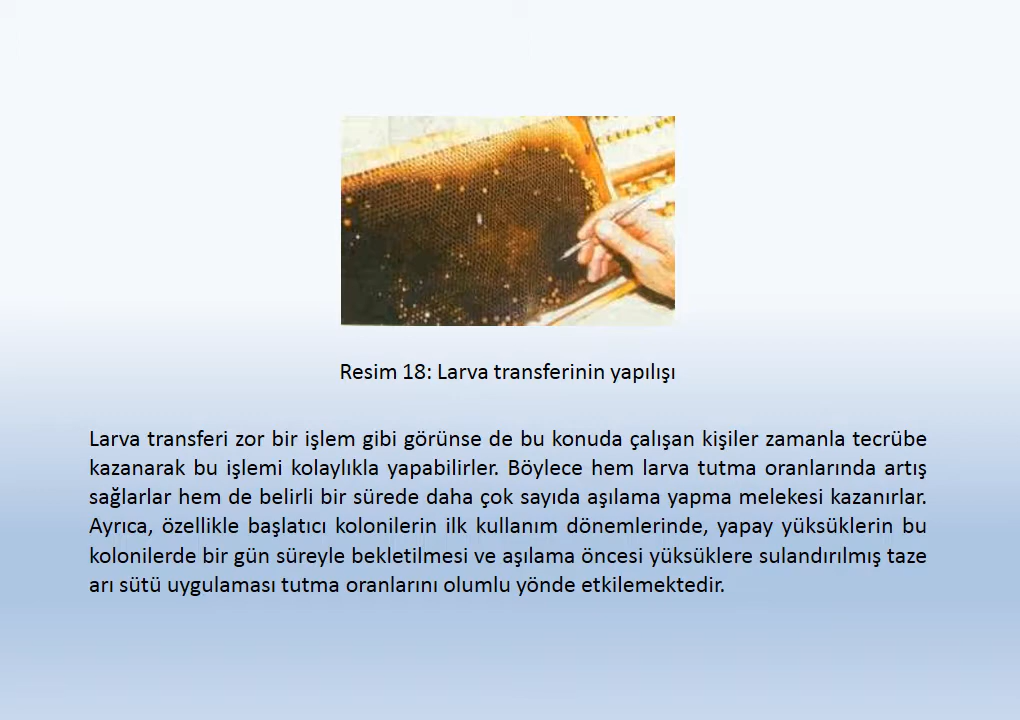 Resim 18: Larva transferinin yapılışı
Larva transferi zor bir işlem gibi görünse de bu konuda çalışan kişiler zamanla tecrübe
kazanarak bu işlemi kolaylıkla yapabilirler. Böylece hem larva tutma oranlarında artış
sağlarlar hem de belirli bir sürede daha çok sayıda aşılama yapma melekesi kazanırlar.
Ayrıca, özellikle başlatıcı kolonilerin ilk kullanım dönemlerinde, yapay yüksüklerin bu
kolonilerde bir gün süreyle bekletilmesi ve aşılama öncesi yüksüklere sulandırılmış taze
arı sütü uygulaması tutma oranlarını olumlu yönde etkilemektedir.